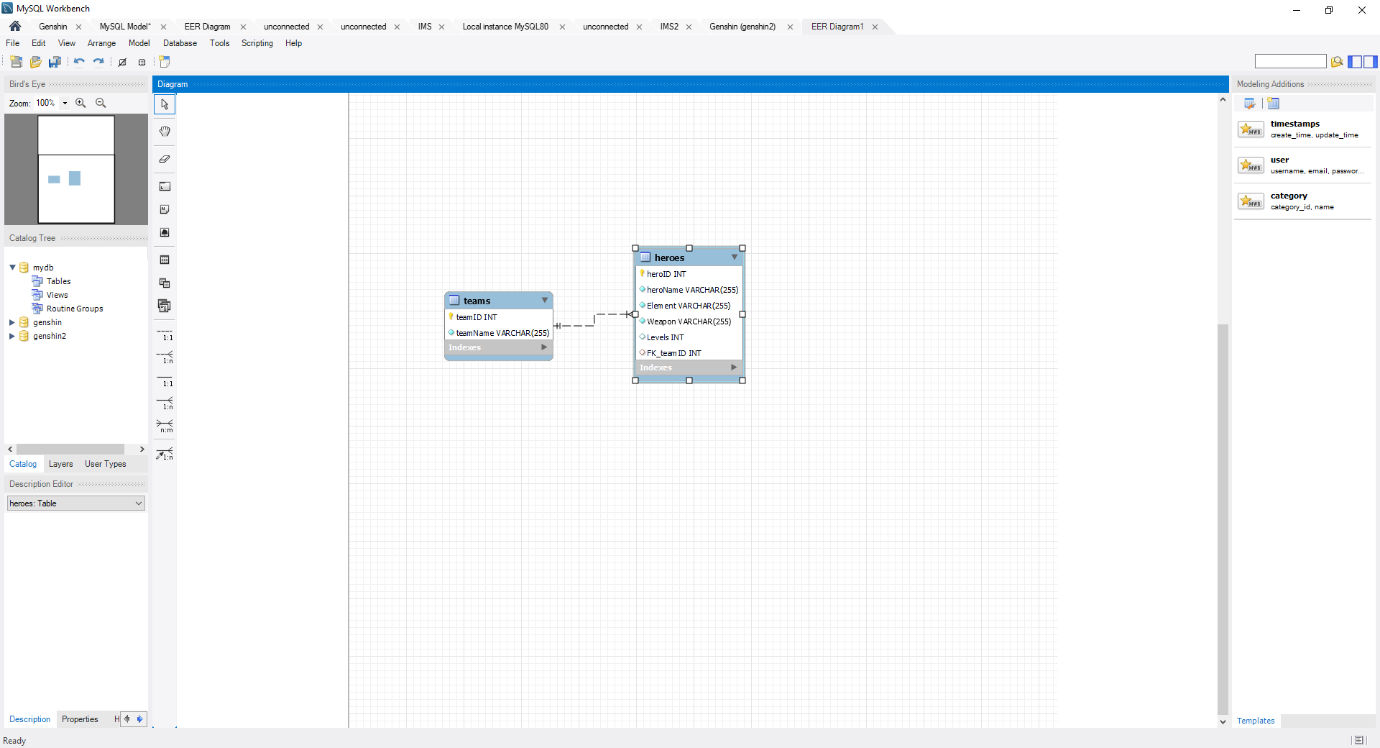 MySQL Workbench
Genshin × MySQL Model* × EER Diagram × unconnected × unconnected × IMS × Local instance MySQL80 × unconnected × IMS2 × Genshin (genshin2) × EER Diagram1 ×
File Edit View Arrange Model Database Tools Scripting Help
Bird's Eye
Zoom: 100%
Catalog Tree
mydb
Tables
Views
Routine Groups
genshin
genshin2
Catalog Layers User Types
Description Editor
heroes: Table
Description Properties H
Diagram
1:1
1:n
1:1
1:n
n:m
1:n
teams
teamID INT
teamName VARCHAR(255)
Indexes
heroes
heroID INT
heroName VARCHAR(255)
Element VARCHAR(255)
Weapon VARCHAR(255)
Levels INT
FK_teamID INT
Indexes
Modeling Additions
timestamps
create_time, update_time
user
username, email, passwor...
category
category_id, name
Templates
Ready